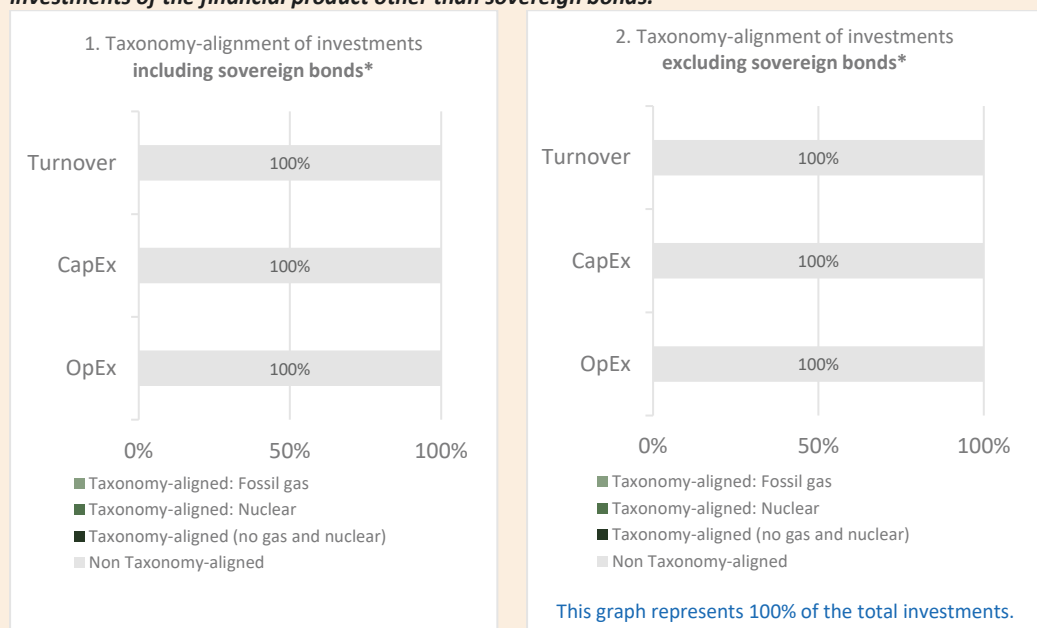 investments of the financial product other than sovereign bonds.
1. Taxonomy-alignment of investments
including sovereign bonds*
Turnover
100%
CapEx
100%
OpEx
100%
0% 50% 100%
Taxonomy-aligned: Fossil gas
Taxonomy-aligned: Nuclear
Taxonomy-aligned (no gas and nuclear)
Non Taxonomy-aligned
2. Taxonomy-alignment of investments
excluding sovereign bonds*
Turnover
100%
CapEx
100%
OpEx
100%
0% 50% 100%
Taxonomy-aligned: Fossil gas
Taxonomy-aligned: Nuclear
Taxonomy-aligned (no gas and nuclear)
Non Taxonomy-aligned
This graph represents 100% of the total investments.